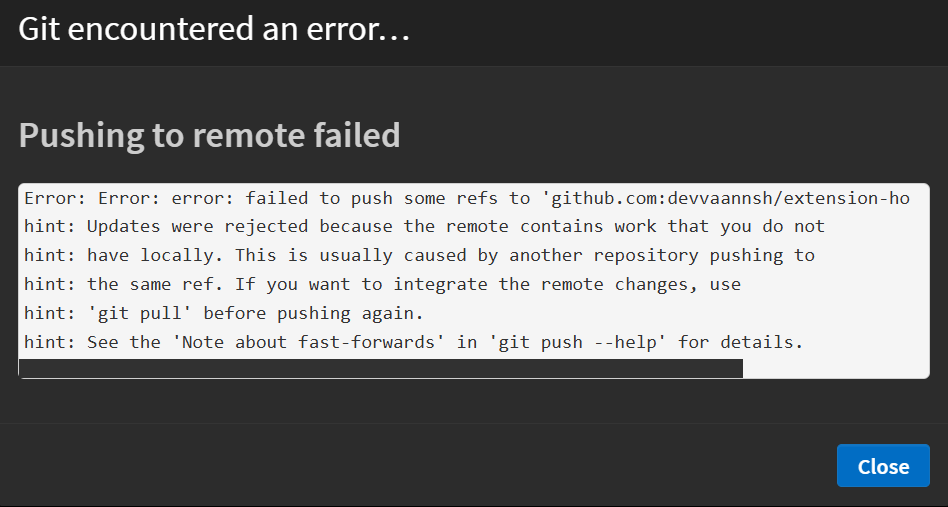 Git encountered an error...
Pushing to remote failed
Error: Error: error: failed to push some refs to 'github.com:devvaannsh/extension-ho
hint: Updates were rejected because the remote contains work that you do not
hint: have locally. This is usually caused by another repository pushing to
hint: the same ref. If you want to integrate the remote changes, use
hint: 'git pull' before pushing again.
hint: See the 'Note about fast-forwards' in 'git push --help' for details.
Close